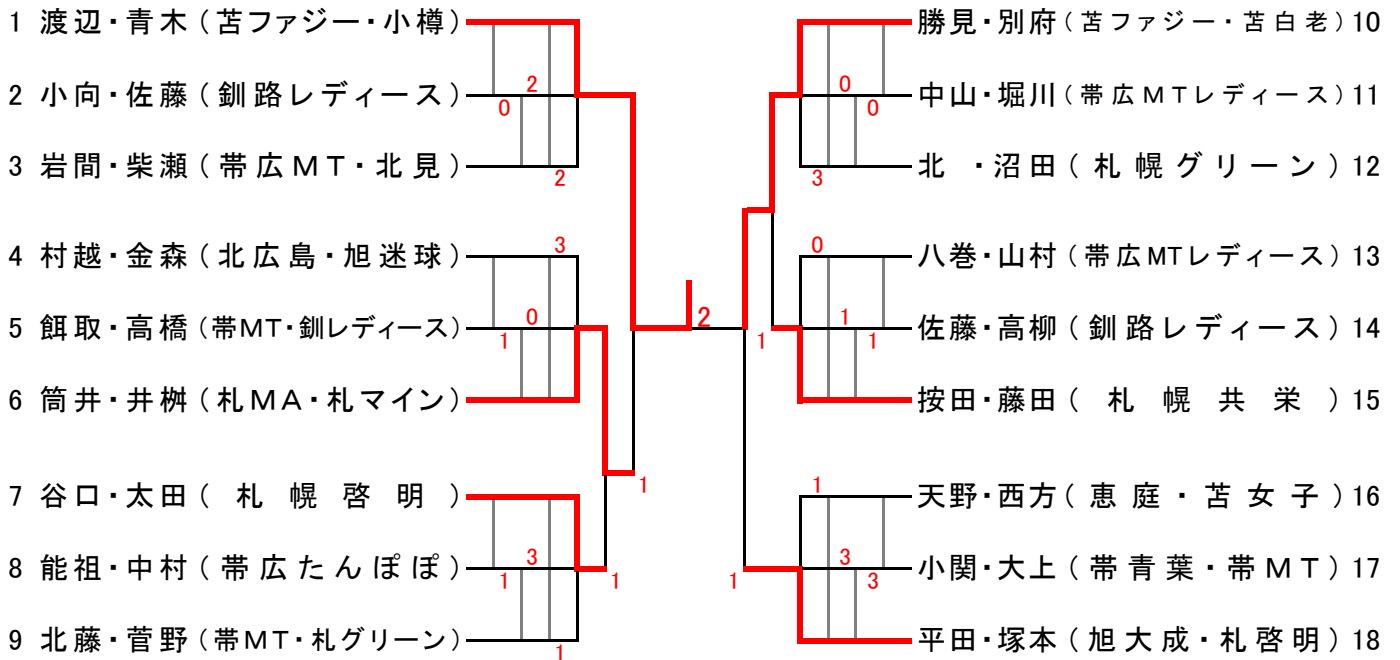 1 渡辺・青木（苫ファジー・小樽）
2
2 小向・佐藤（釧路レディース）
0
3 岩間・柴瀬（帯広ＭＴ・北見）
2
4 村越・金森（北広島・旭迷球）
3
5 餌取・高橋（帯MT・釧レディース）
0
1
6 筒井・井桝（札ＭＡ・札マイン）
1
7 谷口・太田（札幌啓明）
8 能祖・中村（帯広たんぽぽ）
3
1
1
9 北藤・菅野（帯MT・札グリーン）
1
2
勝見・別府（苫ファジー・苫白老）10
0
中山・堀川（帯広ＭＴレディース）11
0
北　・沼田（札幌グリーン）12
3
八巻・山村（帯広MTレディース）13
0
1
佐藤・高柳（釧路レディース）14
1
1
按田・藤田（札幌共栄）15
天野・西方（恵庭・苫女子）16
1
3
小関・大上（帯青葉・帯ＭＴ）17
1
3
平田・塚本（旭大成・札啓明）18